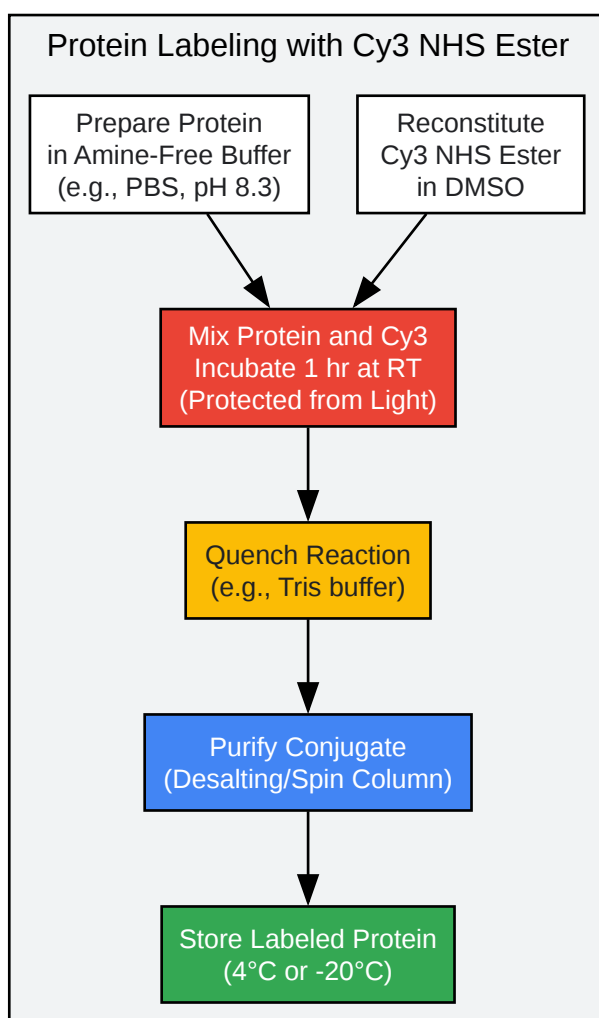 Protein Labeling with Cy3 NHS Ester
Prepare Protein
in Amine-Free Buffer
(e.g., PBS, pH 8.3)
Reconstitute
Cy3 NHS Ester
in DMSO
Mix Protein and Cy3
Incubate 1 hr at RT
(Protected from Light)
Quench Reaction
(e.g., Tris buffer)
Purify Conjugate
(Desalting/Spin Column)
Store Labeled Protein
(4°C or -20°C)